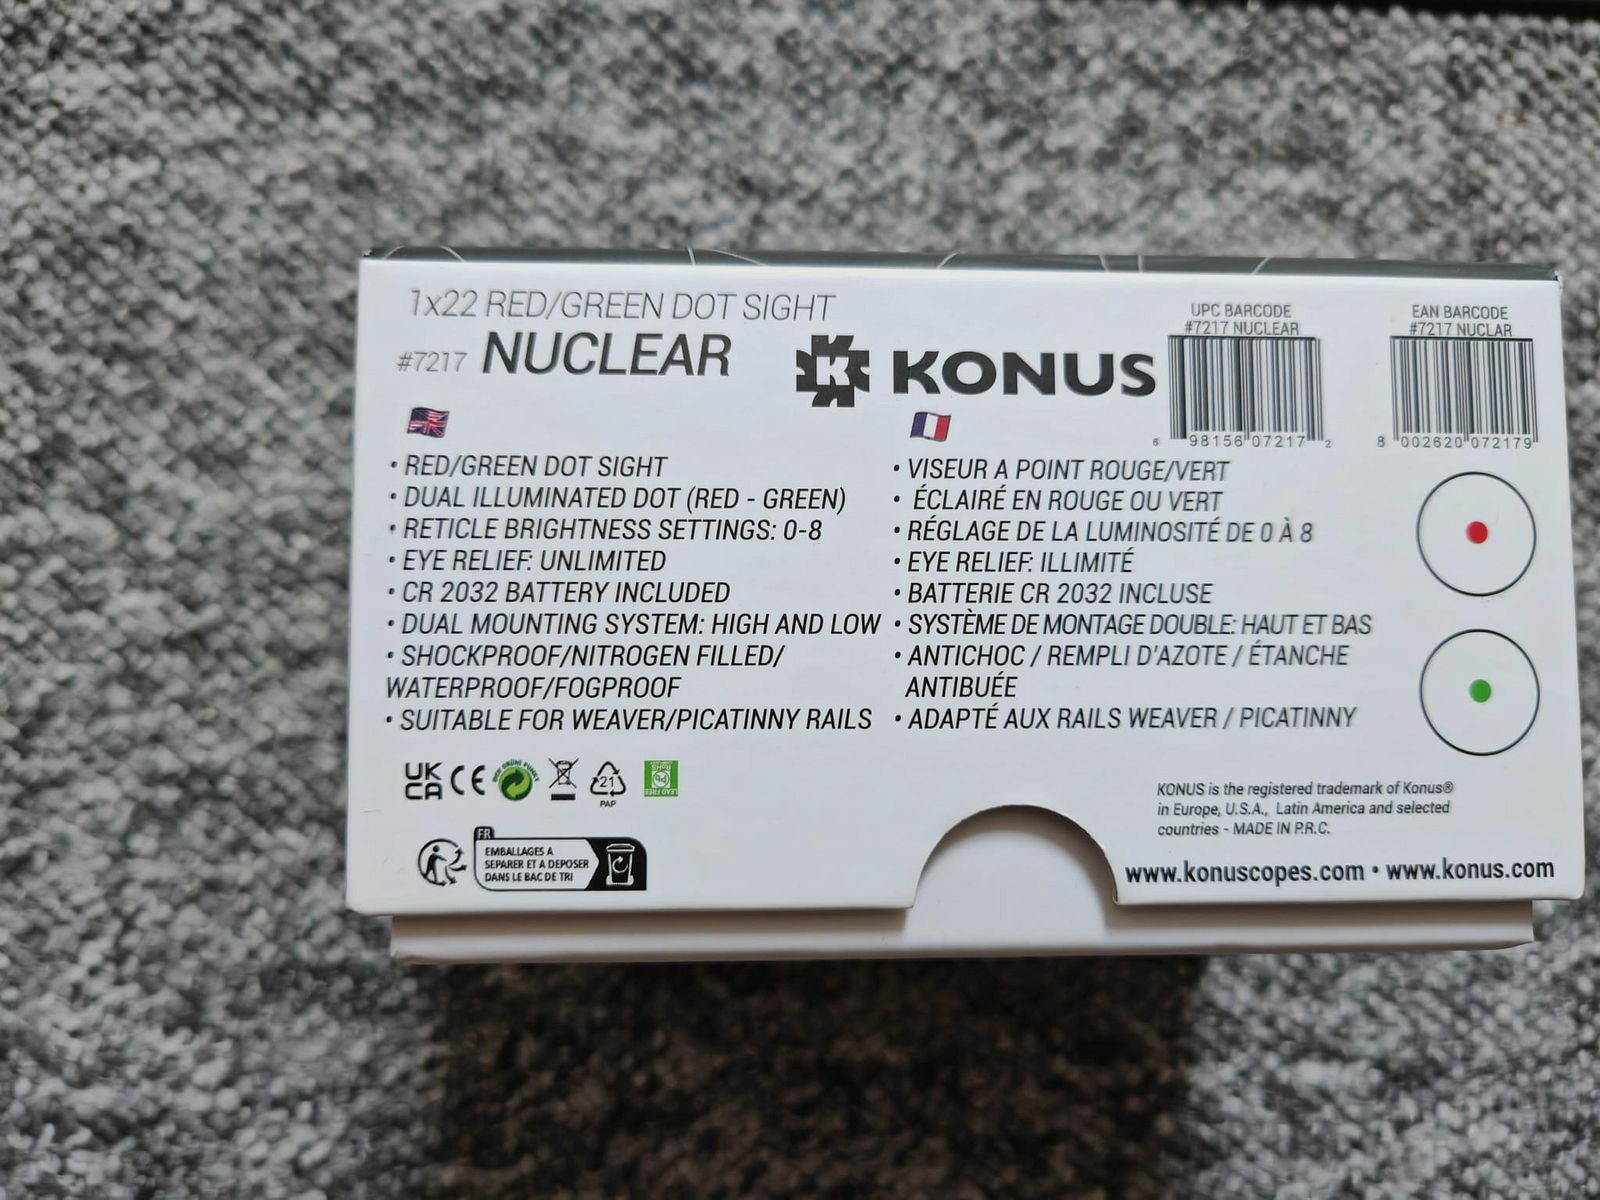 1x22 RED/GREEN DOT SIGHT
#7217 NUCLEAR
KONUS
UPC BARCODE
#7217 NUCLEAR
6 98156 07217 2
EAN BARCODE
#7217 NUCLAR
8 002620 072179
• RED/GREEN DOT SIGHT
• DUAL ILLUMINATED DOT (RED - GREEN)
• RETICLE BRIGHTNESS SETTINGS: 0-8
• EYE RELIEF: UNLIMITED
• CR 2032 BATTERY INCLUDED
• DUAL MOUNTING SYSTEM: HIGH AND LOW
• SHOCKPROOF/NITROGEN FILLED/
WATERPROOF/FOGPROOF
• SUITABLE FOR WEAVER/PICATINNY RAILS
• VISEUR A POINT ROUGE/VERT
• ÉCLAIRÉ EN ROUGE OU VERT
• RÉGLAGE DE LA LUMINOSITÉ DE 0 À 8
• EYE RELIEF: ILLIMITÉ
• BATTERIE CR 2032 INCLUSE
• SYSTÈME DE MONTAGE DOUBLE: HAUT ET BAS
• ANTICHOC / REMPLI D'AZOTE / ÉTANCHE
ANTIBUÉE
• ADAPTÉ AUX RAILS WEAVER / PICATINNY
UK
CA
CE
DER GRÜNE PUNKT
21
PAP
RoHS
Pb
LEAD FREE
FR
EMBALLAGES A
SEPARER ET A DEPOSER
DANS LE BAC DE TRI
KONUS is the registered trademark of Konus®
in Europe, U.S.A., Latin America and selected
countries - MADE IN P.R.C.
www.konuscopes.com • www.konus.com